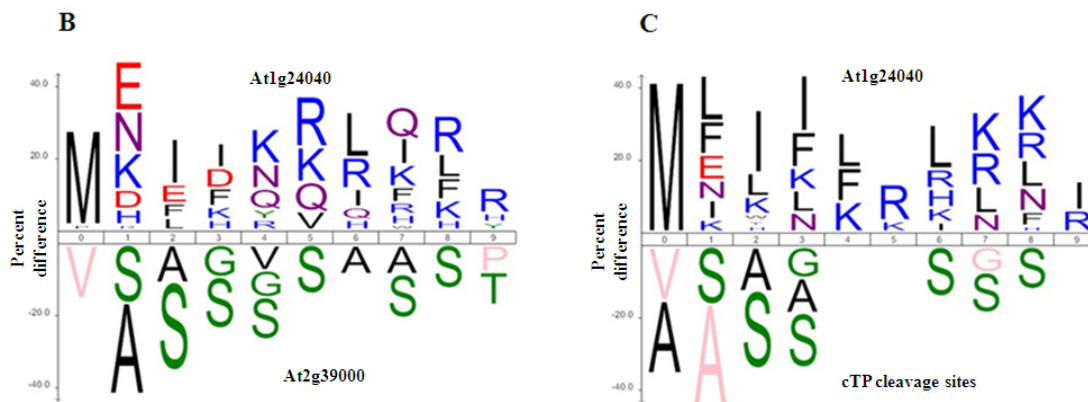 B
C
At1g24040
At1g24040
40.0
20.0
Percent
difference
0 1 2 3 4 5 6 7 8 9
-20.0
-40.0
At2g39000
40.0
20.0
Percent
difference
0 1 2 3 4 5 6 7 8 9
-20.0
-40.0
cTP cleavage sites
M
E N K D H
I E F L
I D F K H
K N Q Y R
R K Q V
L R I Q H
Q I K F R H
R L F K H
R
V
S A
A S
G S
V G S
S
A
A S
S
P T
M
L F E N I K
I L K
I F K L N
L F K
R K
L R H K I
K R L N
K R L N F
I R
V A
S A
A S
G A S
S
G S
S